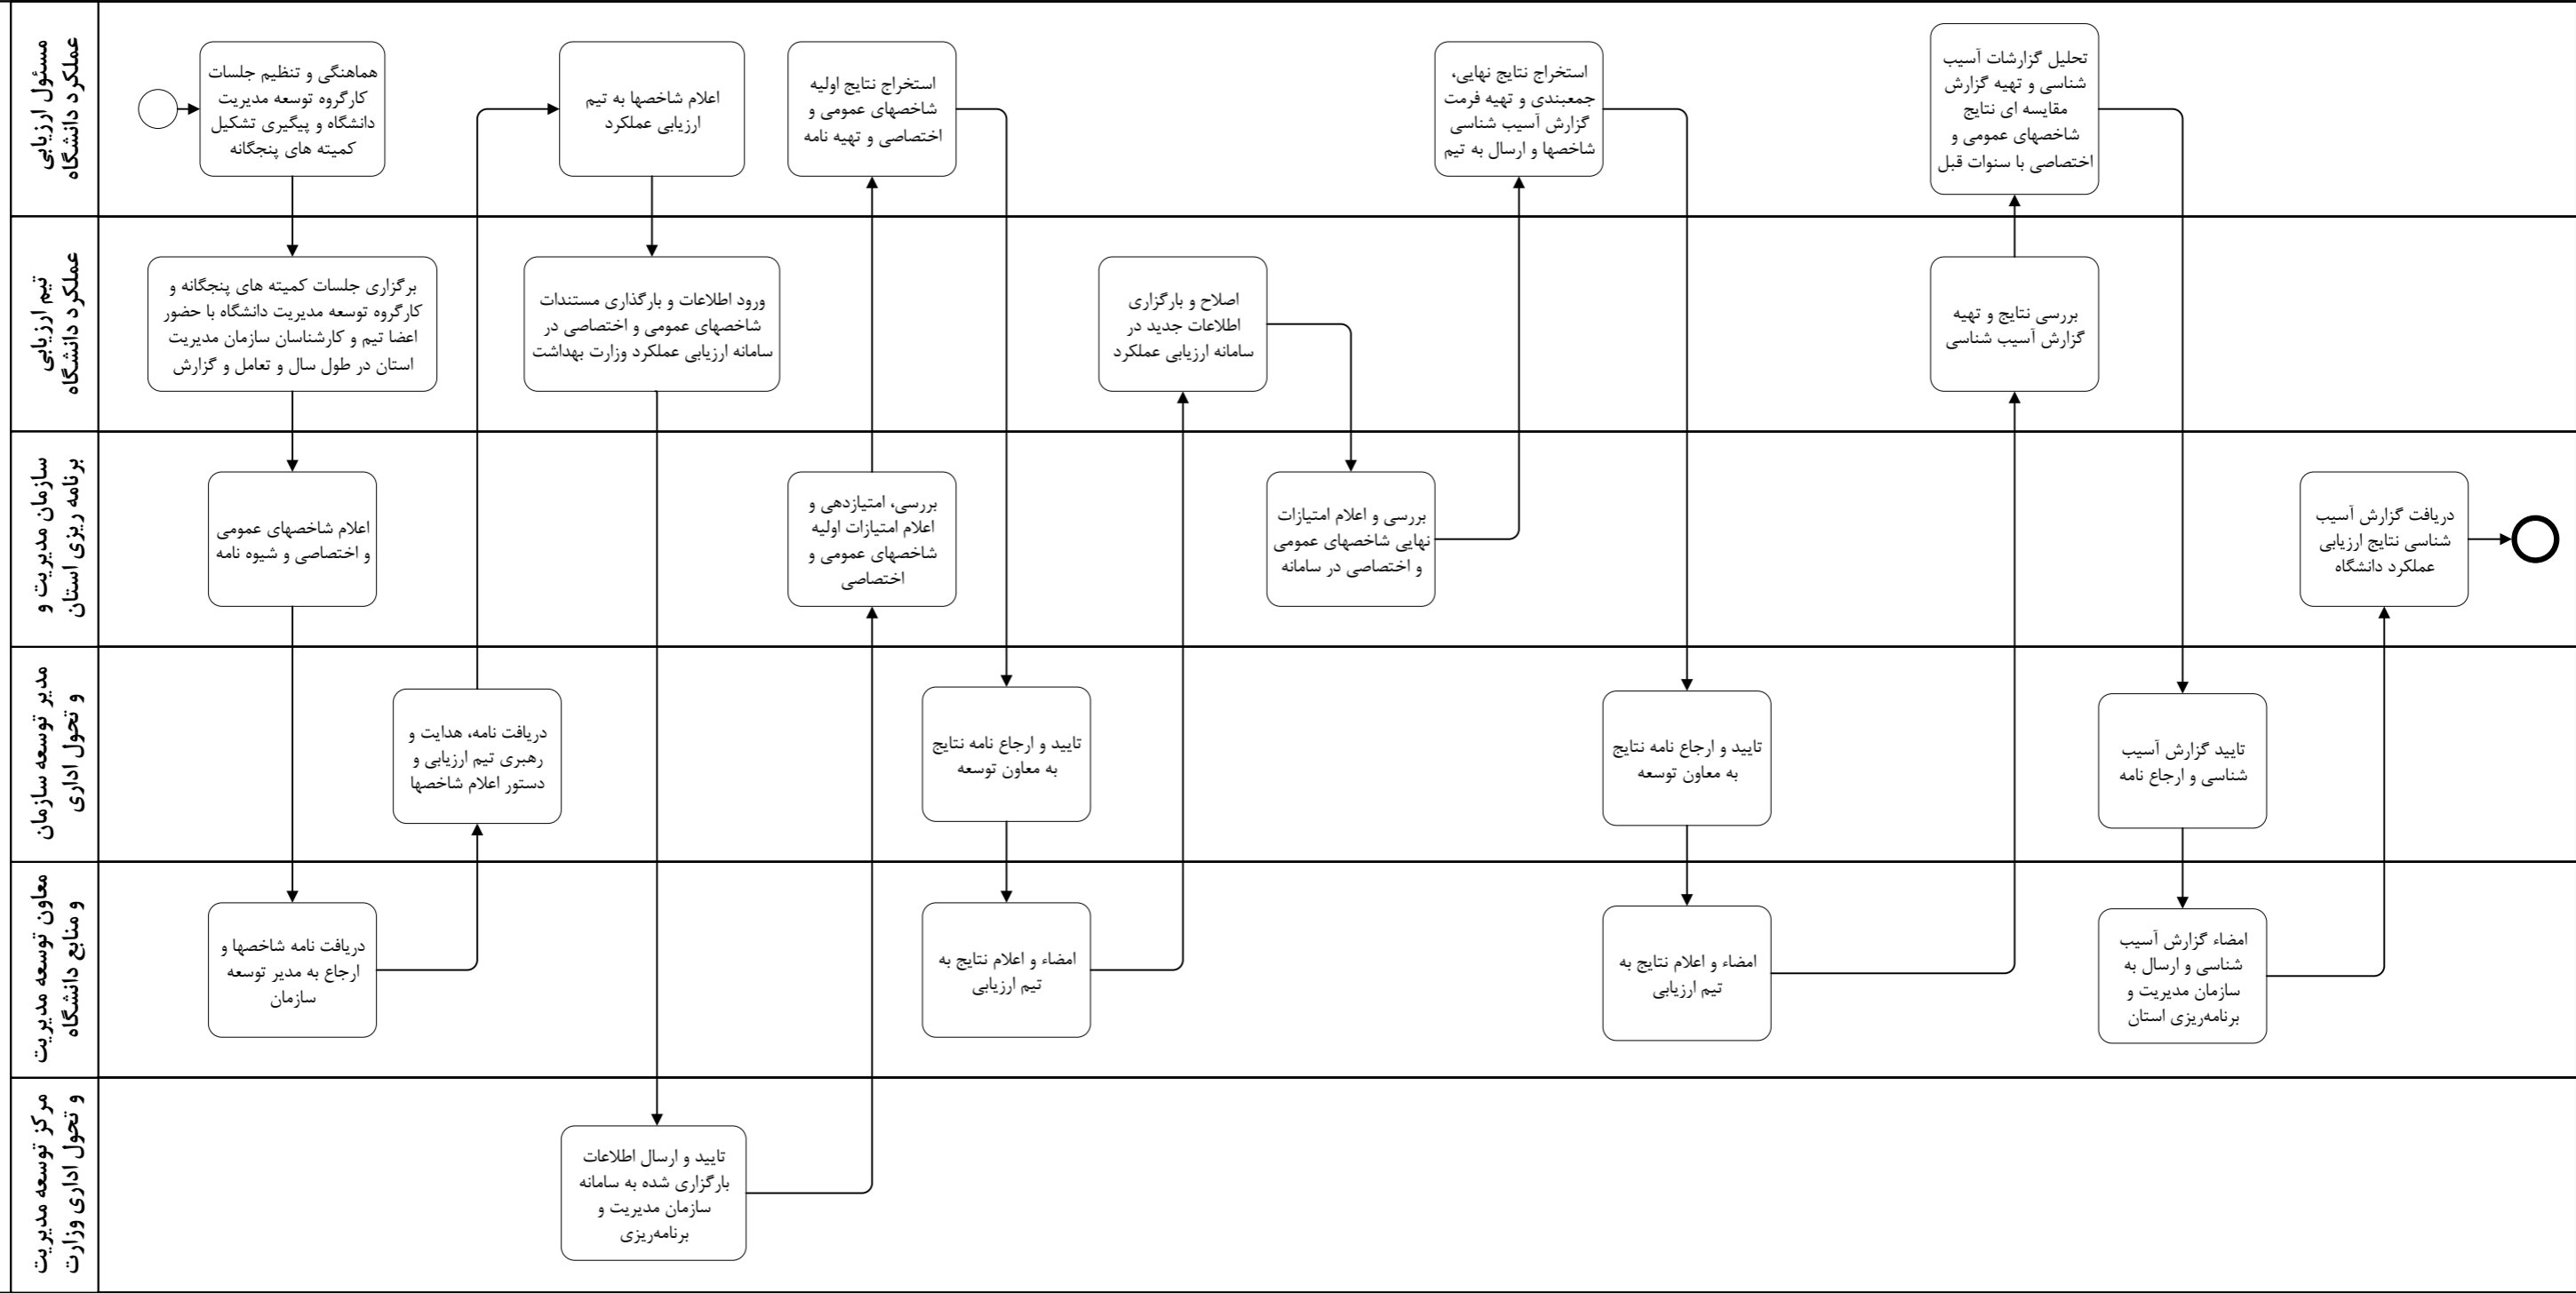 مسئول ارزیابی
عملکرد دانشگاه
هماهنگی و تنظیم جلسات
کارگروه توسعه مدیریت
دانشگاه و پیگیری تشکیل
کمیته های پنجگانه
اعلام شاخصها به تیم
ارزیابی عملکرد
استخراج نتایج اولیه
شاخصهای عمومی و
اختصاصی و تهیه نامه
استخراج نتایج نهایی،
جمعبندی و تهیه فرمت
گزارش آسیب شناسی
شاخصها و ارسال به تیم
تحلیل گزارشات آسیب
شناسی و تهیه گزارش
مقایسه ای نتایج
شاخصهای عمومی و
اختصاصی با سنوات قبل
تیم ارزیابی
عملکرد دانشگاه
برگزاری جلسات کمیته های پنجگانه و
کارگروه توسعه مدیریت دانشگاه با حضور
اعضا تیم و کارشناسان سازمان مدیریت
استان در طول سال و تعامل و گزارش
ورود اطلاعات و بارگذاری مستندات
شاخصهای عمومی و اختصاصی در
سامانه ارزیابی عملکرد وزارت بهداشت
اصلاح و بارگزاری
اطلاعات جدید در
سامانه ارزیابی عملکرد
بررسی نتایج و تهیه
گزارش آسیب شناسی
سازمان مدیریت و
برنامه ریزی استان
اعلام شاخصهای عمومی
و اختصاصی و شیوه نامه
بررسی، امتیازدهی و
اعلام امتیازات اولیه
شاخصهای عمومی و
اختصاصی
بررسی و اعلام امتیازات
نهایی شاخصهای عمومی
و اختصاصی در سامانه
دریافت گزارش آسیب
شناسی نتایج ارزیابی
عملکرد دانشگاه
مدیر توسعه سازمان
و تحول اداری
دریافت نامه، هدایت و
رهبری تیم ارزیابی و
دستور اعلام شاخصها
تایید و ارجاع نامه نتایج
به معاون توسعه
تایید و ارجاع نامه نتایج
به معاون توسعه
تایید گزارش آسیب
شناسی و ارجاع نامه
معاون توسعه مدیریت
و منابع دانشگاه
دریافت نامه شاخصها و
ارجاع به مدیر توسعه
سازمان
امضاء و اعلام نتایج به
تیم ارزیابی
امضاء و اعلام نتایج به
تیم ارزیابی
امضاء گزارش آسیب
شناسی و ارسال به
سازمان مدیریت و
برنامه‌ریزی استان
مرکز توسعه مدیریت
و تحول اداری وزارت
تایید و ارسال اطلاعات
بارگزاری شده به سامانه
سازمان مدیریت و
برنامه‌ریزی